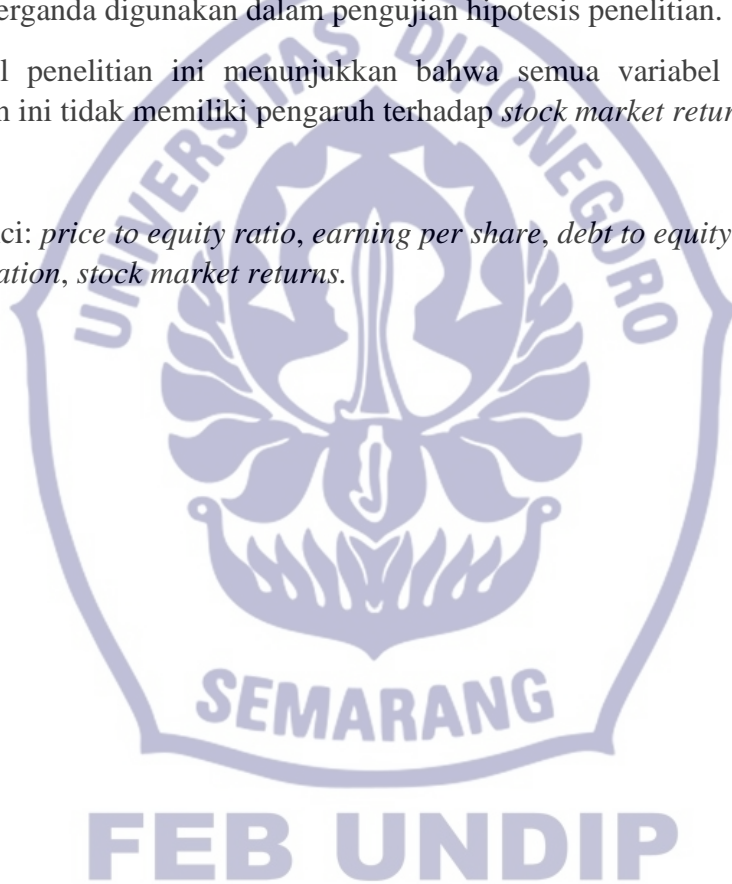 erganda digunakan dalam pengujian hipotesis penelitian.
l penelitian ini menunjukkan bahwa semua variabel
n ini tidak memiliki pengaruh terhadap stock market retur
ci: price to equity ratio, earning per share, debt to equity
ation, stock market returns.
UNIVERSITAS DIPONEGORO
SEMARANG
FEB UNDIP